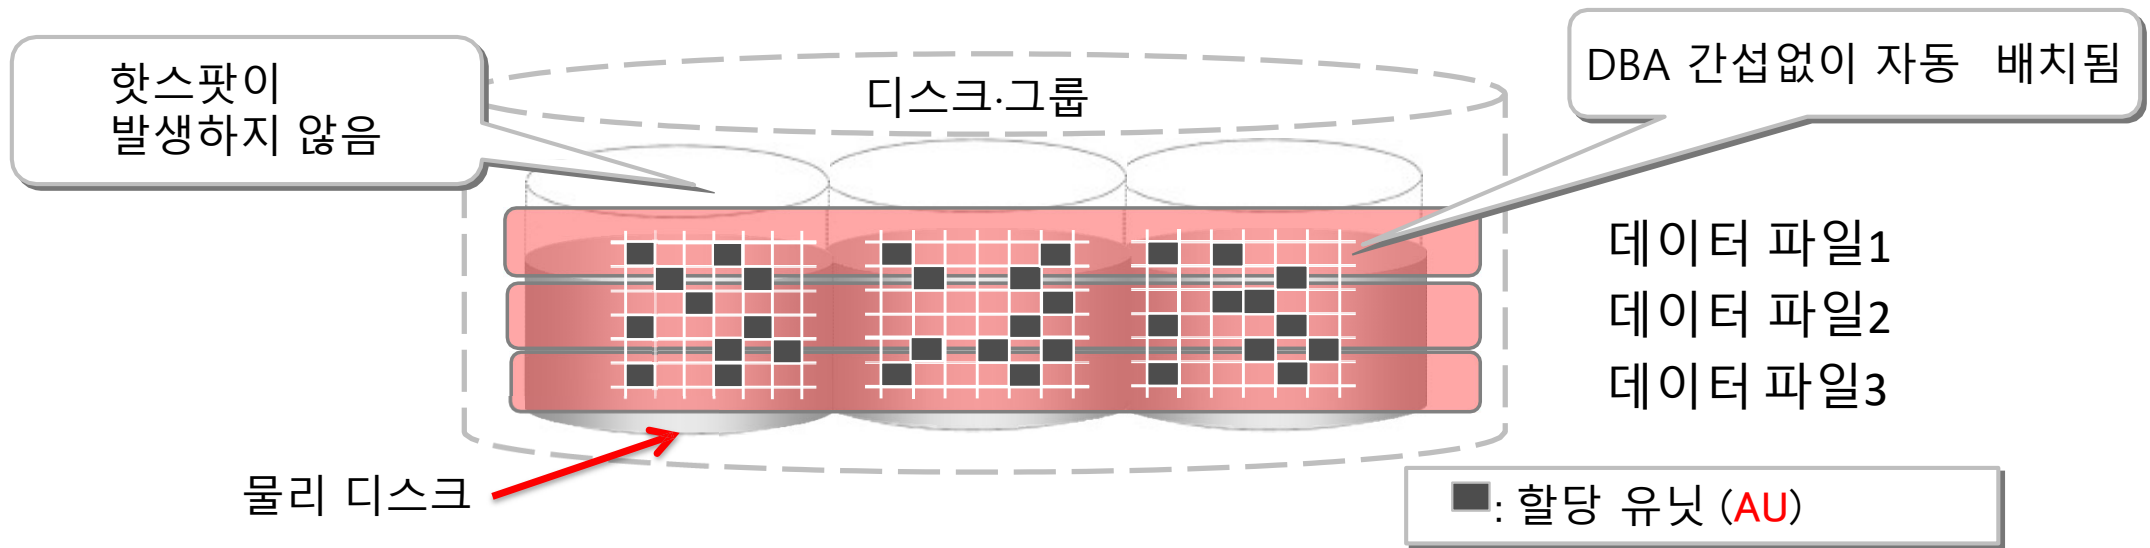 핫스팟이
발생하지 않음
디스크·그룹
DBA 간섭없이 자동 배치됨
데이터 파일1
데이터 파일2
데이터 파일3
물리 디스크
: 할당 유닛 (AU)